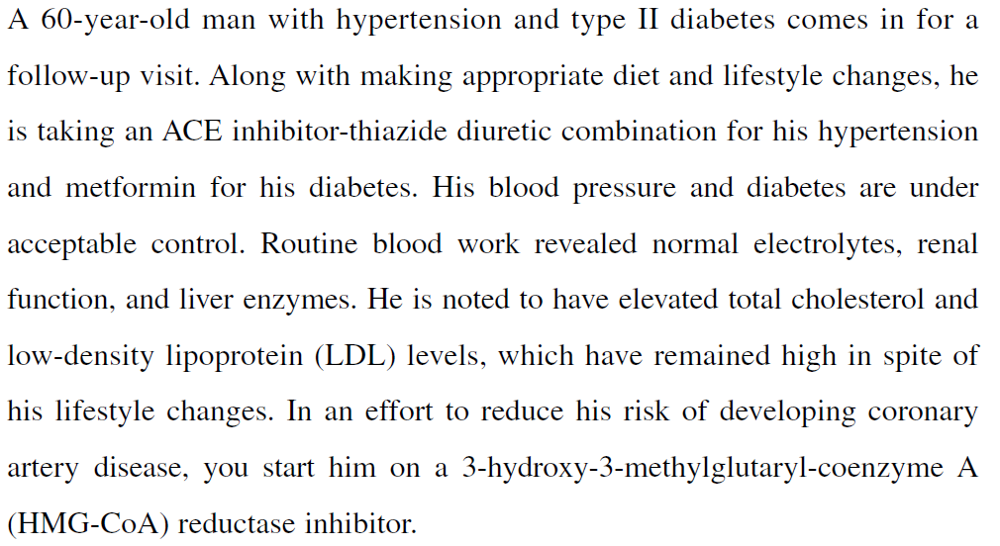 A 60-year-old man with hypertension and type II diabetes comes in for a
follow-up visit. Along with making appropriate diet and lifestyle changes, he
is taking an ACE inhibitor-thiazide diuretic combination for his hypertension
and metformin for his diabetes. His blood pressure and diabetes are under
acceptable control. Routine blood work revealed normal electrolytes, renal
function, and liver enzymes. He is noted to have elevated total cholesterol and
low-density lipoprotein (LDL) levels, which have remained high in spite of
his lifestyle changes. In an effort to reduce his risk of developing coronary
artery disease, you start him on a 3-hydroxy-3-methylglutaryl-coenzyme A
(HMG-CoA) reductase inhibitor.